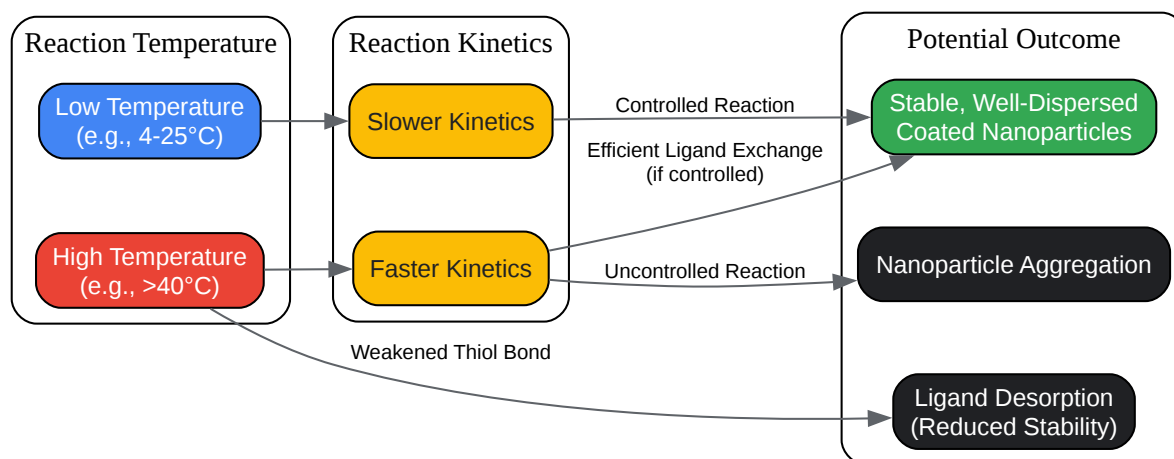 Reaction Temperature
Low Temperature
(e.g., 4-25°C)
High Temperature
(e.g., >40°C)
Reaction Kinetics
Slower Kinetics
Faster Kinetics
Controlled Reaction
Efficient Ligand Exchange
(if controlled)
Uncontrolled Reaction
Weakened Thiol Bond
Potential Outcome
Stable, Well-Dispersed
Coated Nanoparticles
Nanoparticle Aggregation
Ligand Desorption
(Reduced Stability)